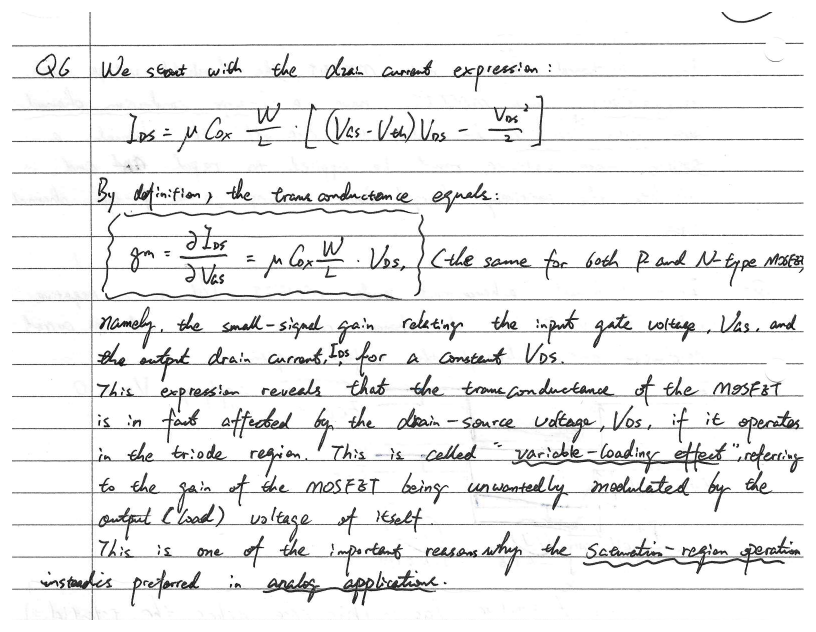 Q6 We start with the drain current expression:
I_DS = μ Cox W/L · [(V_GS - V_th) V_DS - V_DS²/2]
By definition, the transconductance equals:
gm = ∂I_DS/∂V_GS = μ Cox W/L · V_DS, (the same for both P and N-type MOSFET)
namely, the small-signal gain relating the input gate voltage, V_GS, and
the output drain current, I_DS for a constant V_DS.
This expression reveals that the transconductance of the MOSFET
is in fact affected by the drain-source voltage, V_DS, if it operates
in the triode region. This is called "variable-loading effect", referring
to the gain of the MOSFET being unwantedly modulated by the
output (load) voltage of itself.
This is one of the important reasons why the saturation-region operation
instead is preferred in analog applications.